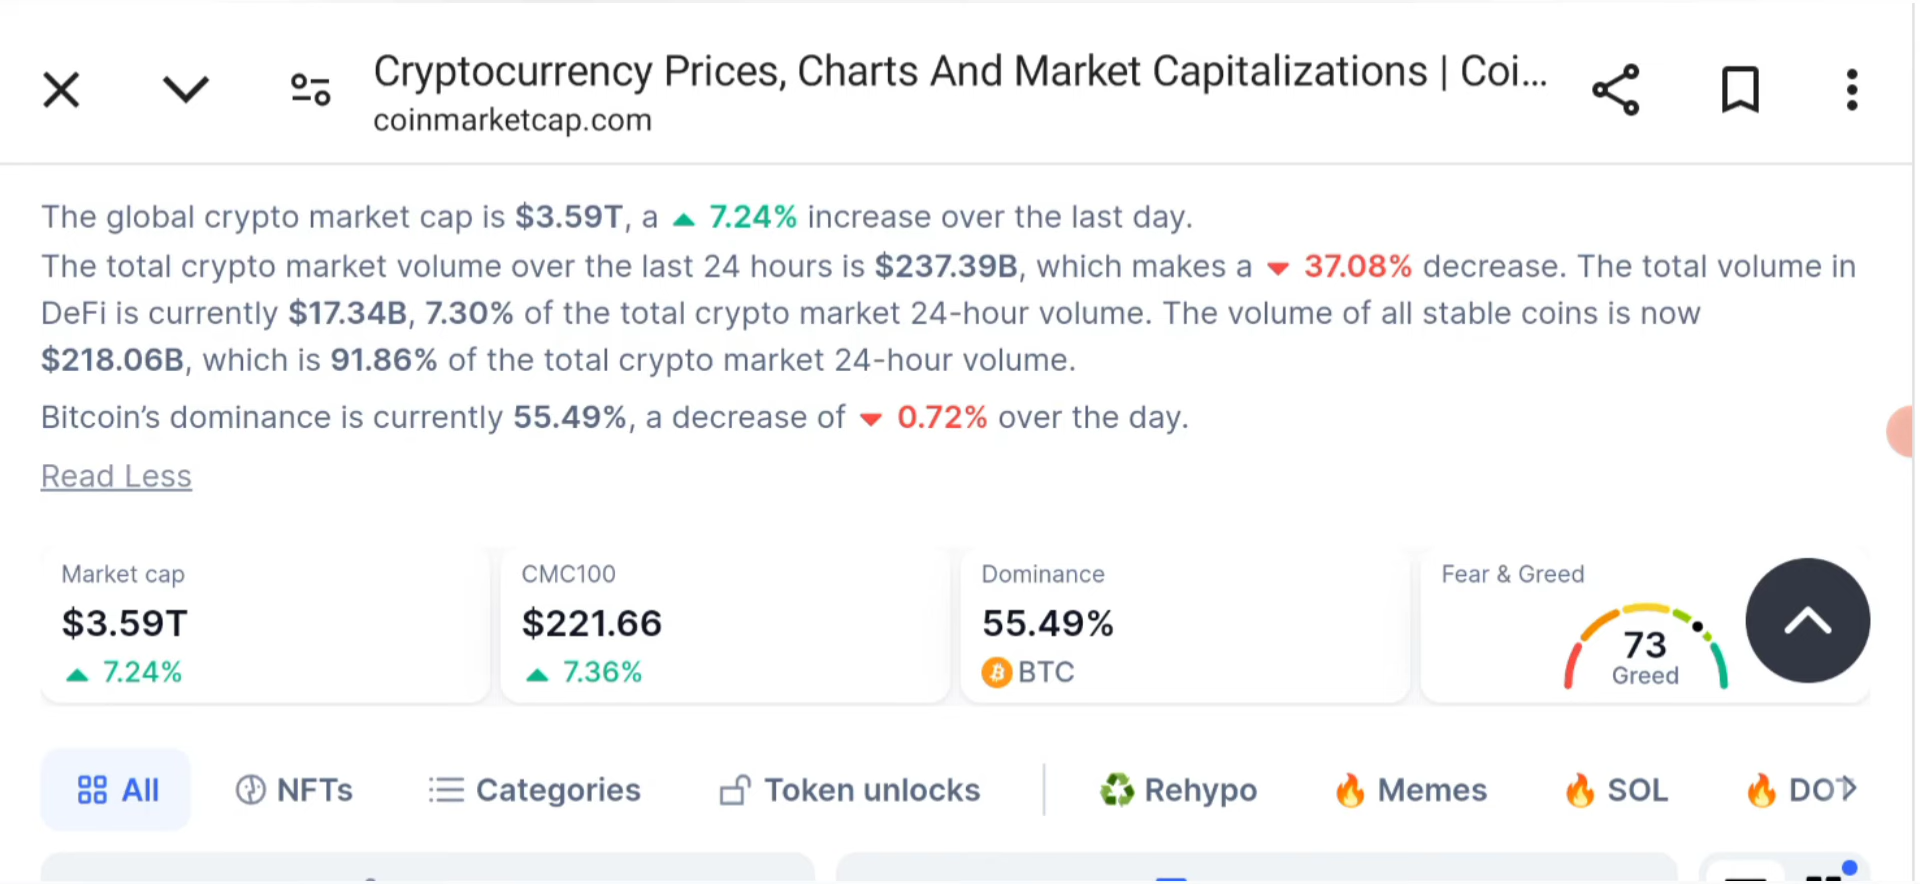 Cryptocurrency Prices, Charts And Market Capitalizations | Coi...
coinmarketcap.com
The global crypto market cap is $3.59T, a ▲ 7.24% increase over the last day.
The total crypto market volume over the last 24 hours is $237.39B, which makes a ▼ 37.08% decrease. The total volume in
DeFi is currently $17.34B, 7.30% of the total crypto market 24-hour volume. The volume of all stable coins is now
$218.06B, which is 91.86% of the total crypto market 24-hour volume.
Bitcoin’s dominance is currently 55.49%, a decrease of ▼ 0.72% over the day.
Read Less
Market cap
$3.59T
▲ 7.24%
CMC100
$221.66
▲ 7.36%
Dominance
55.49%
BTC
Fear & Greed
73
Greed
All NFTs Categories Token unlocks Rehypo Memes SOL DOT